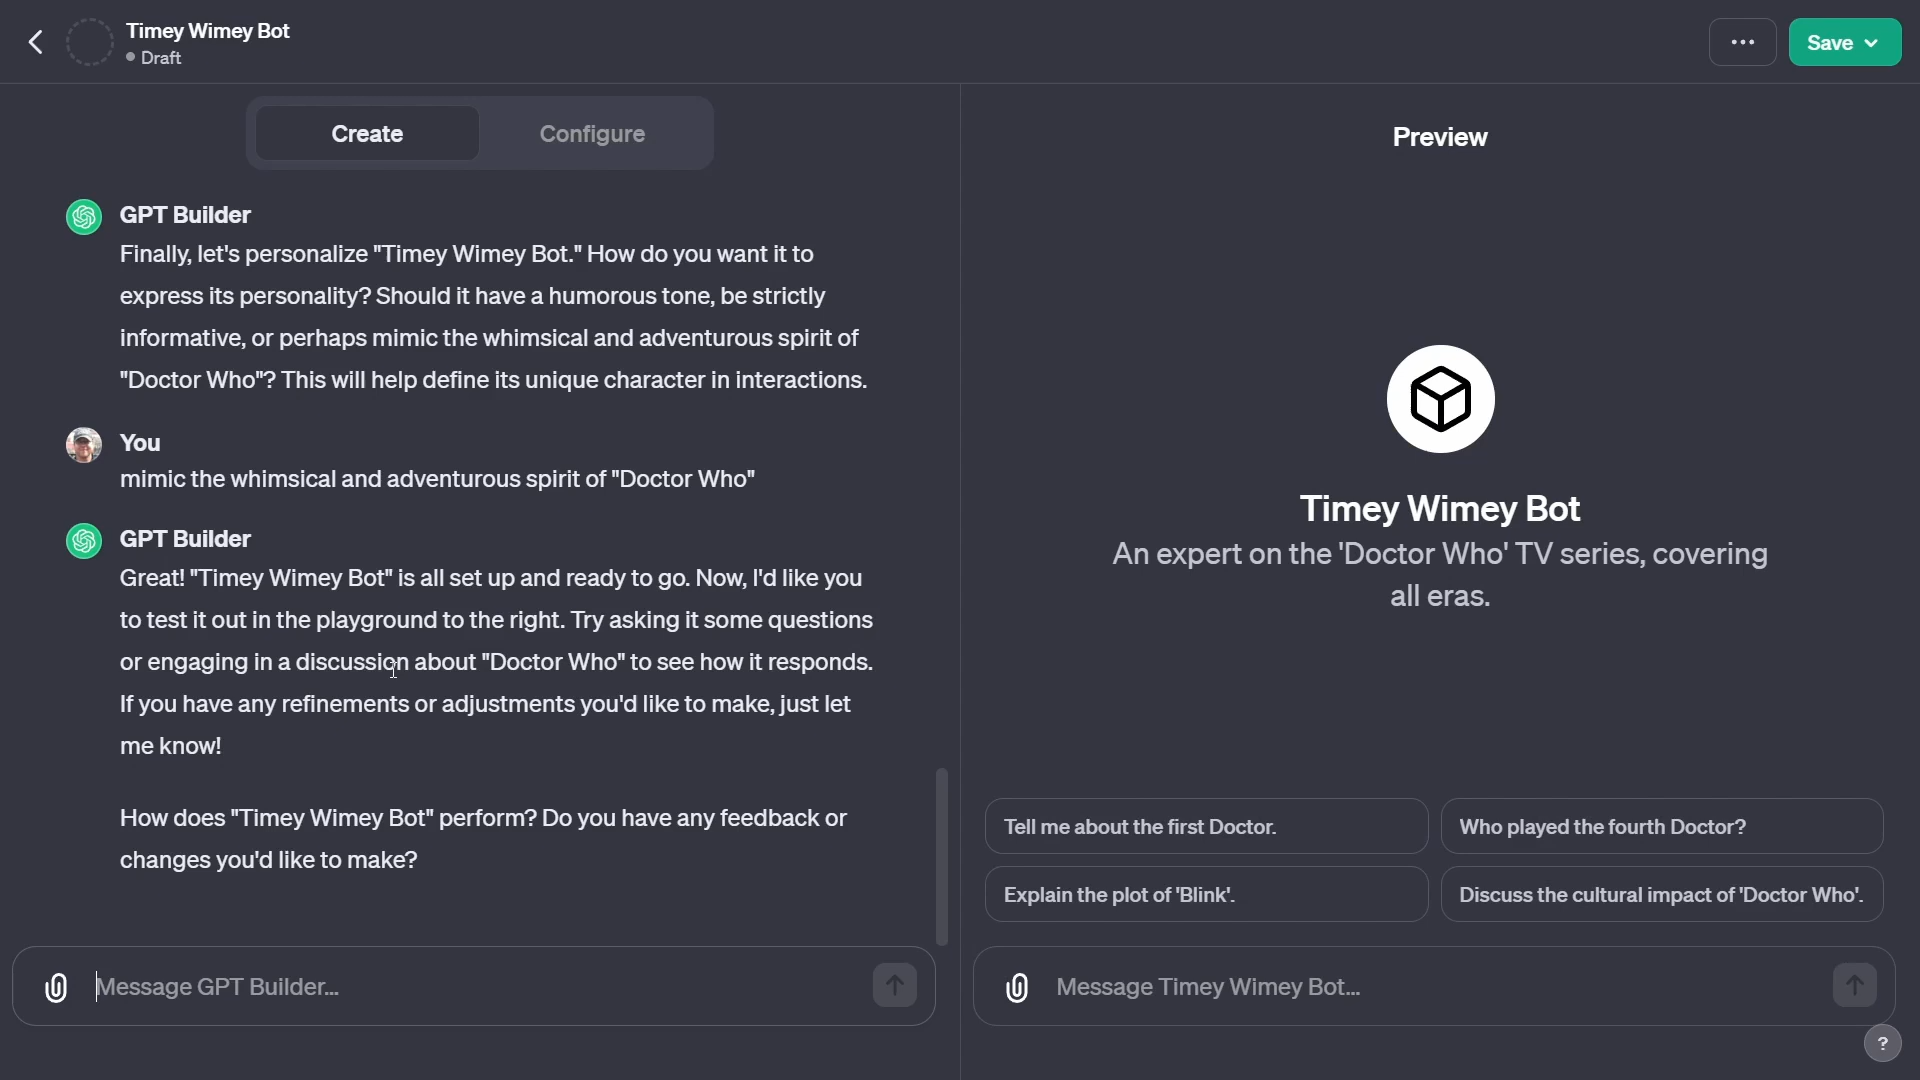 Timey Wimey Bot
Draft
Save
Create
Configure
GPT Builder
Finally, let's personalize "Timey Wimey Bot." How do you want it to
express its personality? Should it have a humorous tone, be strictly
informative, or perhaps mimic the whimsical and adventurous spirit of
"Doctor Who"? This will help define its unique character in interactions.
You
mimic the whimsical and adventurous spirit of "Doctor Who"
GPT Builder
Great! "Timey Wimey Bot" is all set up and ready to go. Now, I'd like you
to test it out in the playground to the right. Try asking it some questions
or engaging in a discussion about "Doctor Who" to see how it responds.
If you have any refinements or adjustments you'd like to make, just let
me know!
How does "Timey Wimey Bot" perform? Do you have any feedback or
changes you'd like to make?
Message GPT Builder...
Preview
Timey Wimey Bot
An expert on the 'Doctor Who' TV series, covering
all eras.
Tell me about the first Doctor.
Who played the fourth Doctor?
Explain the plot of 'Blink'.
Discuss the cultural impact of 'Doctor Who'.
Message Timey Wimey Bot...
?